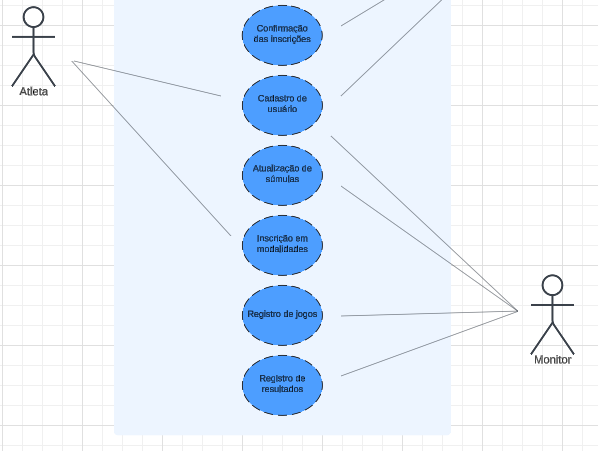 Confirmação
das inscrições
Atleta
Cadastro de
usuário
Atualização de
súmulas
Inscrição em
modalidades
Registro de jogos
Monitor
Registro de
resultados